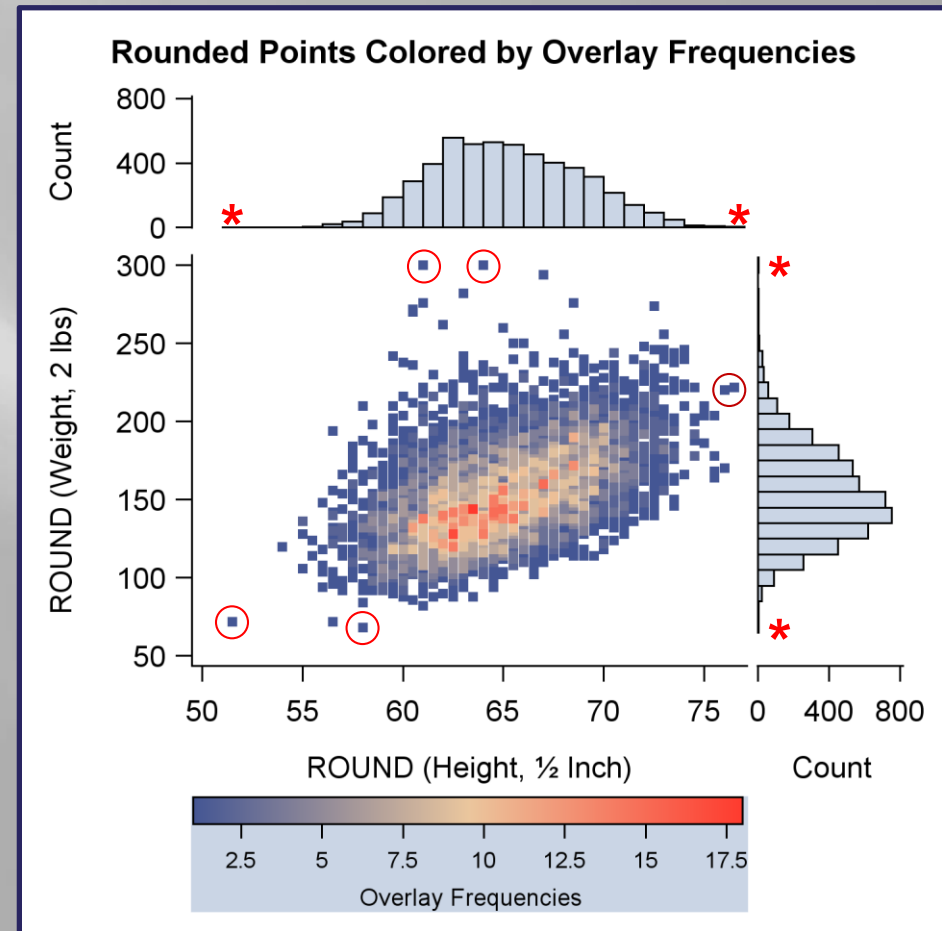 Rounded Points Colored by Overlay Frequencies
800
400
0
Count
*
*
300
250
200
150
100
50
ROUND (Weight, 2 lbs)
*
*
50 55 60 65 70 75
0 400 800
ROUND (Height, ½ Inch)
Count
2.5 5 7.5 10 12.5 15 17.5
Overlay Frequencies